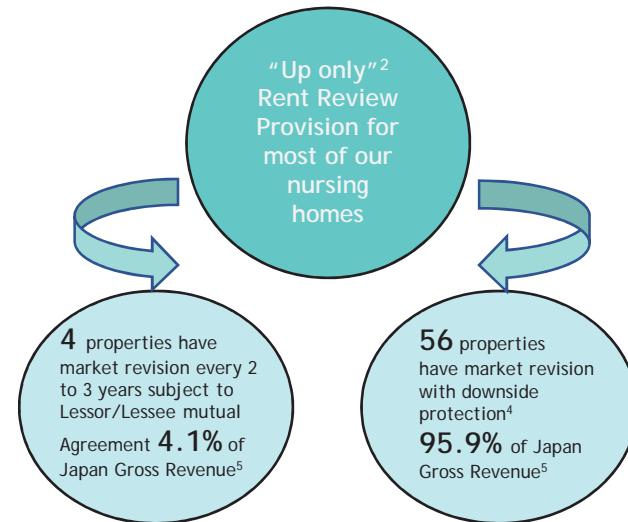 “Up only”²
Rent Review
Provision for
most of our
nursing
homes
4 properties have
market revision every 2
to 3 years subject to
Lessor/Lessee mutual
Agreement 4.1% of
Japan Gross Revenue⁵
56 properties
have market revision
with downside
protection⁴
95.9% of Japan
Gross Revenue⁵